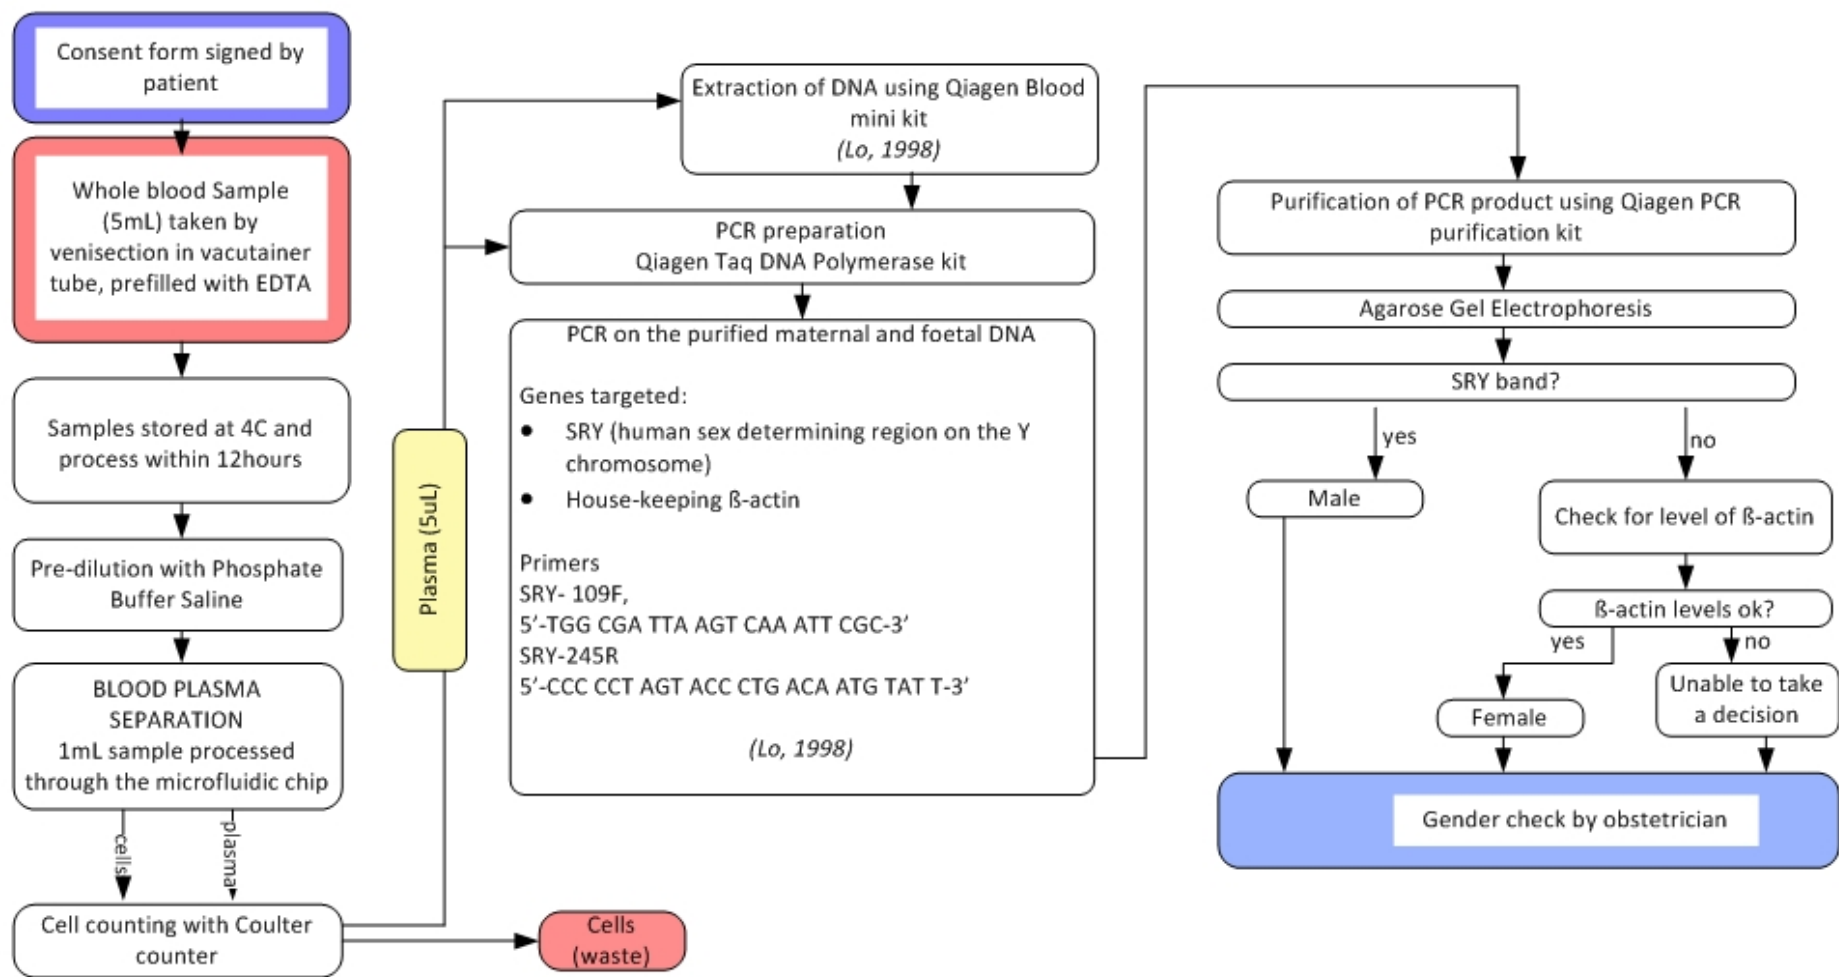 Consent form signed by
patient
Whole blood Sample
(5mL) taken by
venisection in vacutainer
tube, prefilled with EDTA
Samples stored at 4C and
process within 12hours
Pre-dilution with Phosphate
Buffer Saline
BLOOD PLASMA
SEPARATION
1mL sample processed
through the microfluidic chip
cells
plasma
Cell counting with Coulter
counter
Cells
(waste)
Plasma (5uL)
Extraction of DNA using Qiagen Blood
mini kit
(Lo, 1998)
PCR preparation
Qiagen Taq DNA Polymerase kit
PCR on the purified maternal and foetal DNA
Genes targeted:
● SRY (human sex determining region on the Y
chromosome)
● House-keeping ß-actin
Primers
SRY- 109F,
5’-TGG CGA TTA AGT CAA ATT CGC-3’
SRY-245R
5’-CCC CCT AGT ACC CTG ACA ATG TAT T-3’
(Lo, 1998)
Purification of PCR product using Qiagen PCR
purification kit
Agarose Gel Electrophoresis
SRY band?
yes
no
Male
Check for level of ß-actin
ß-actin levels ok?
yes
no
Female
Unable to take
a decision
Gender check by obstetrician